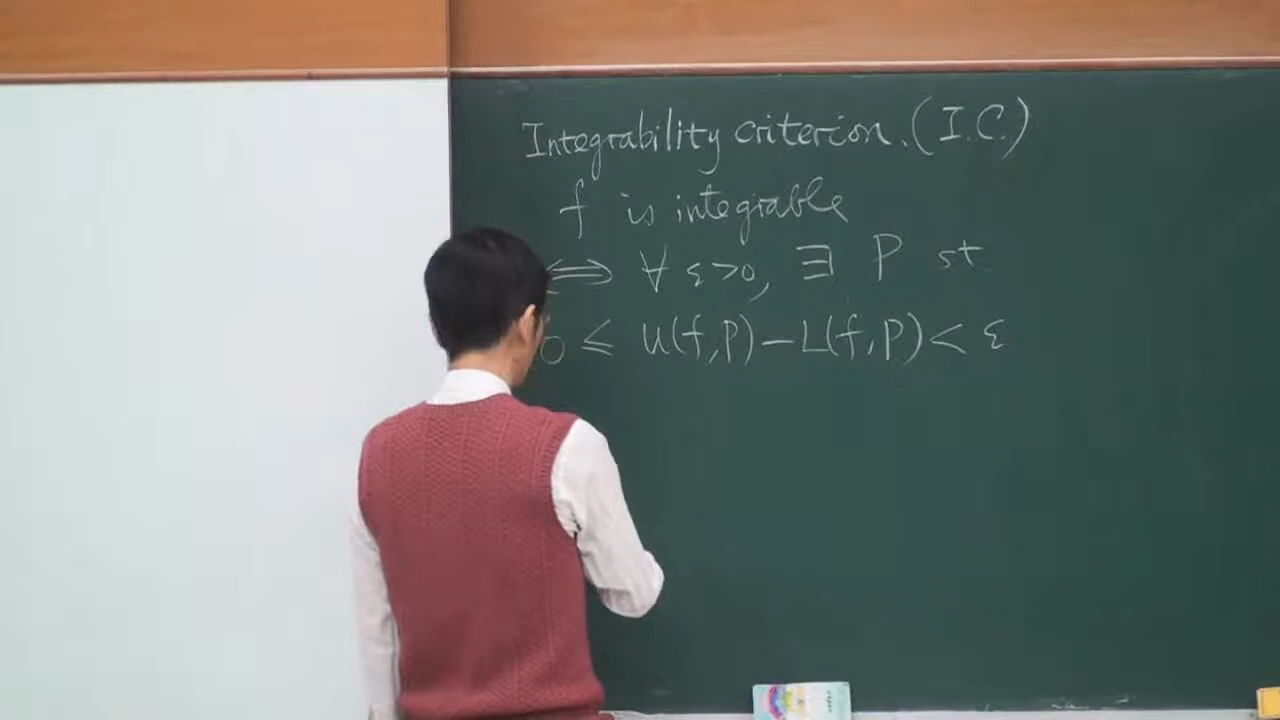 Integrability criterion. (I.C.)
f is integrable
⟺ ∀ ε>0, ∃ P st
0 ≤ U(f,P) − L(f,P) < ε